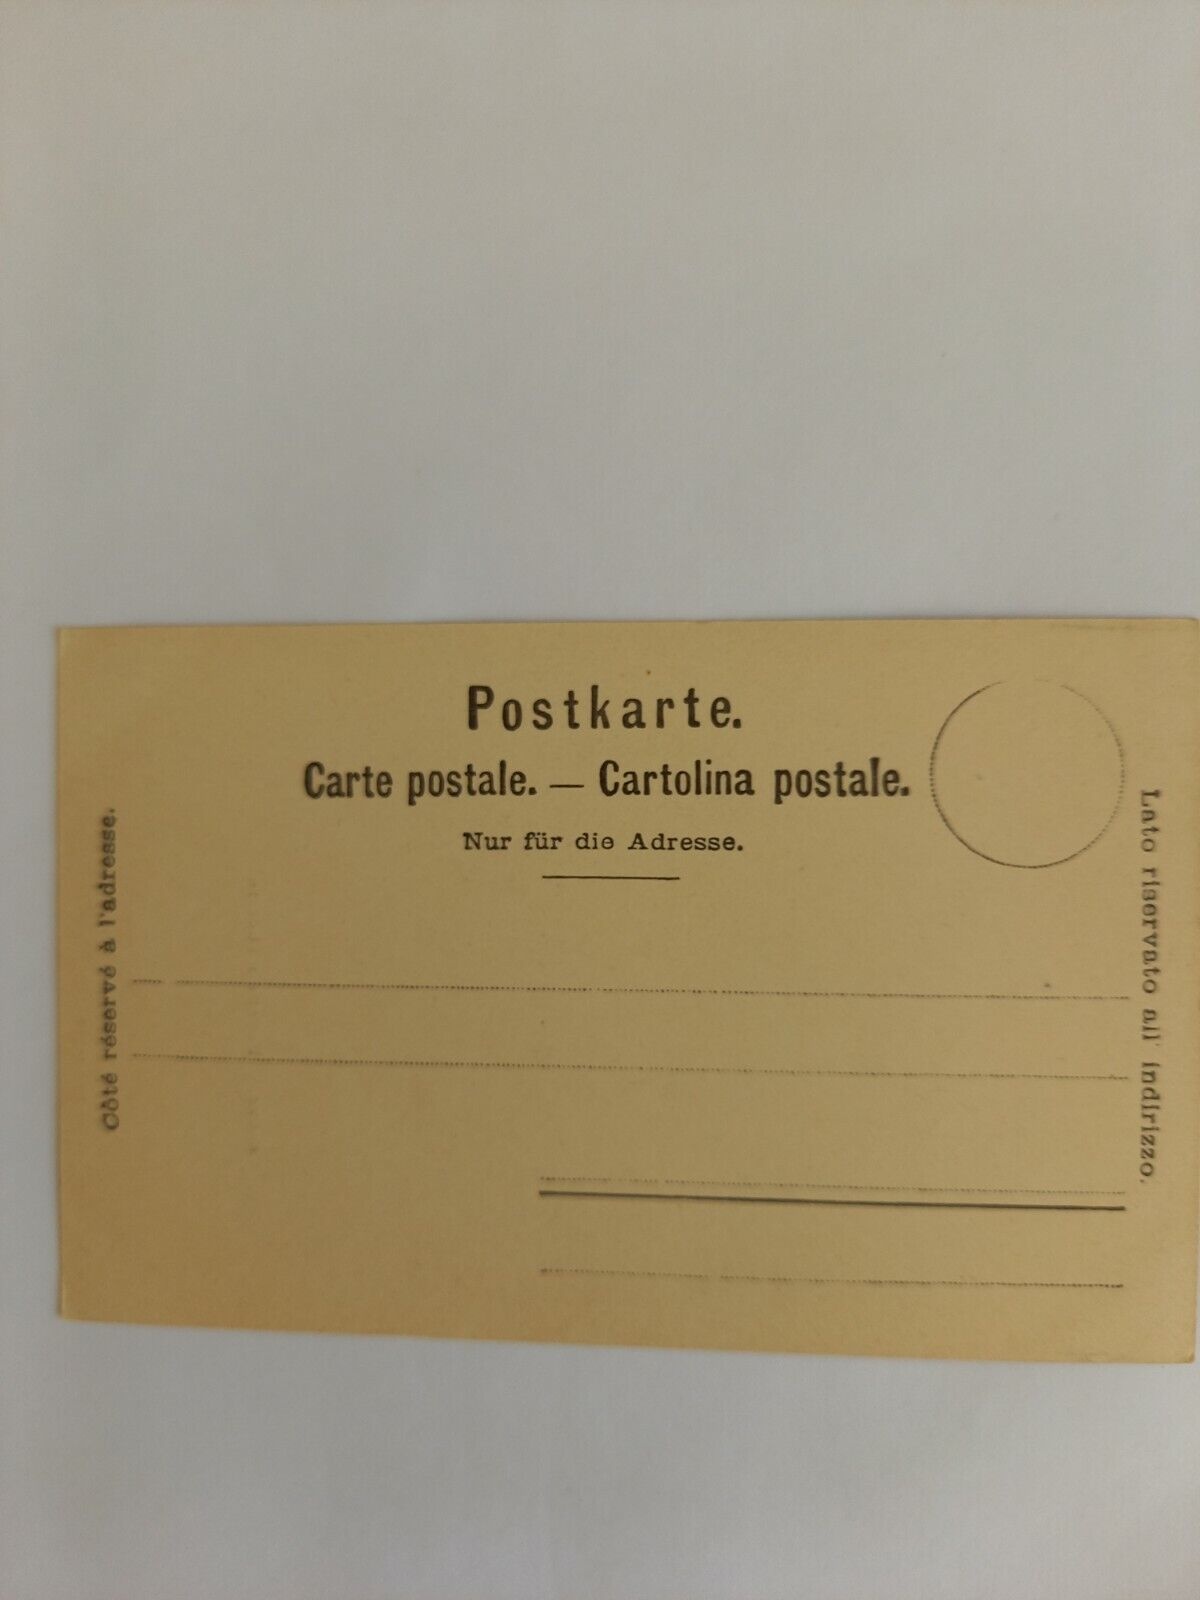 Postkarte.
Carte postale. — Cartolina postale.
Nur für die Adresse.
Côté réservé à l'adresse.
Lato riservato all' indirizzo.